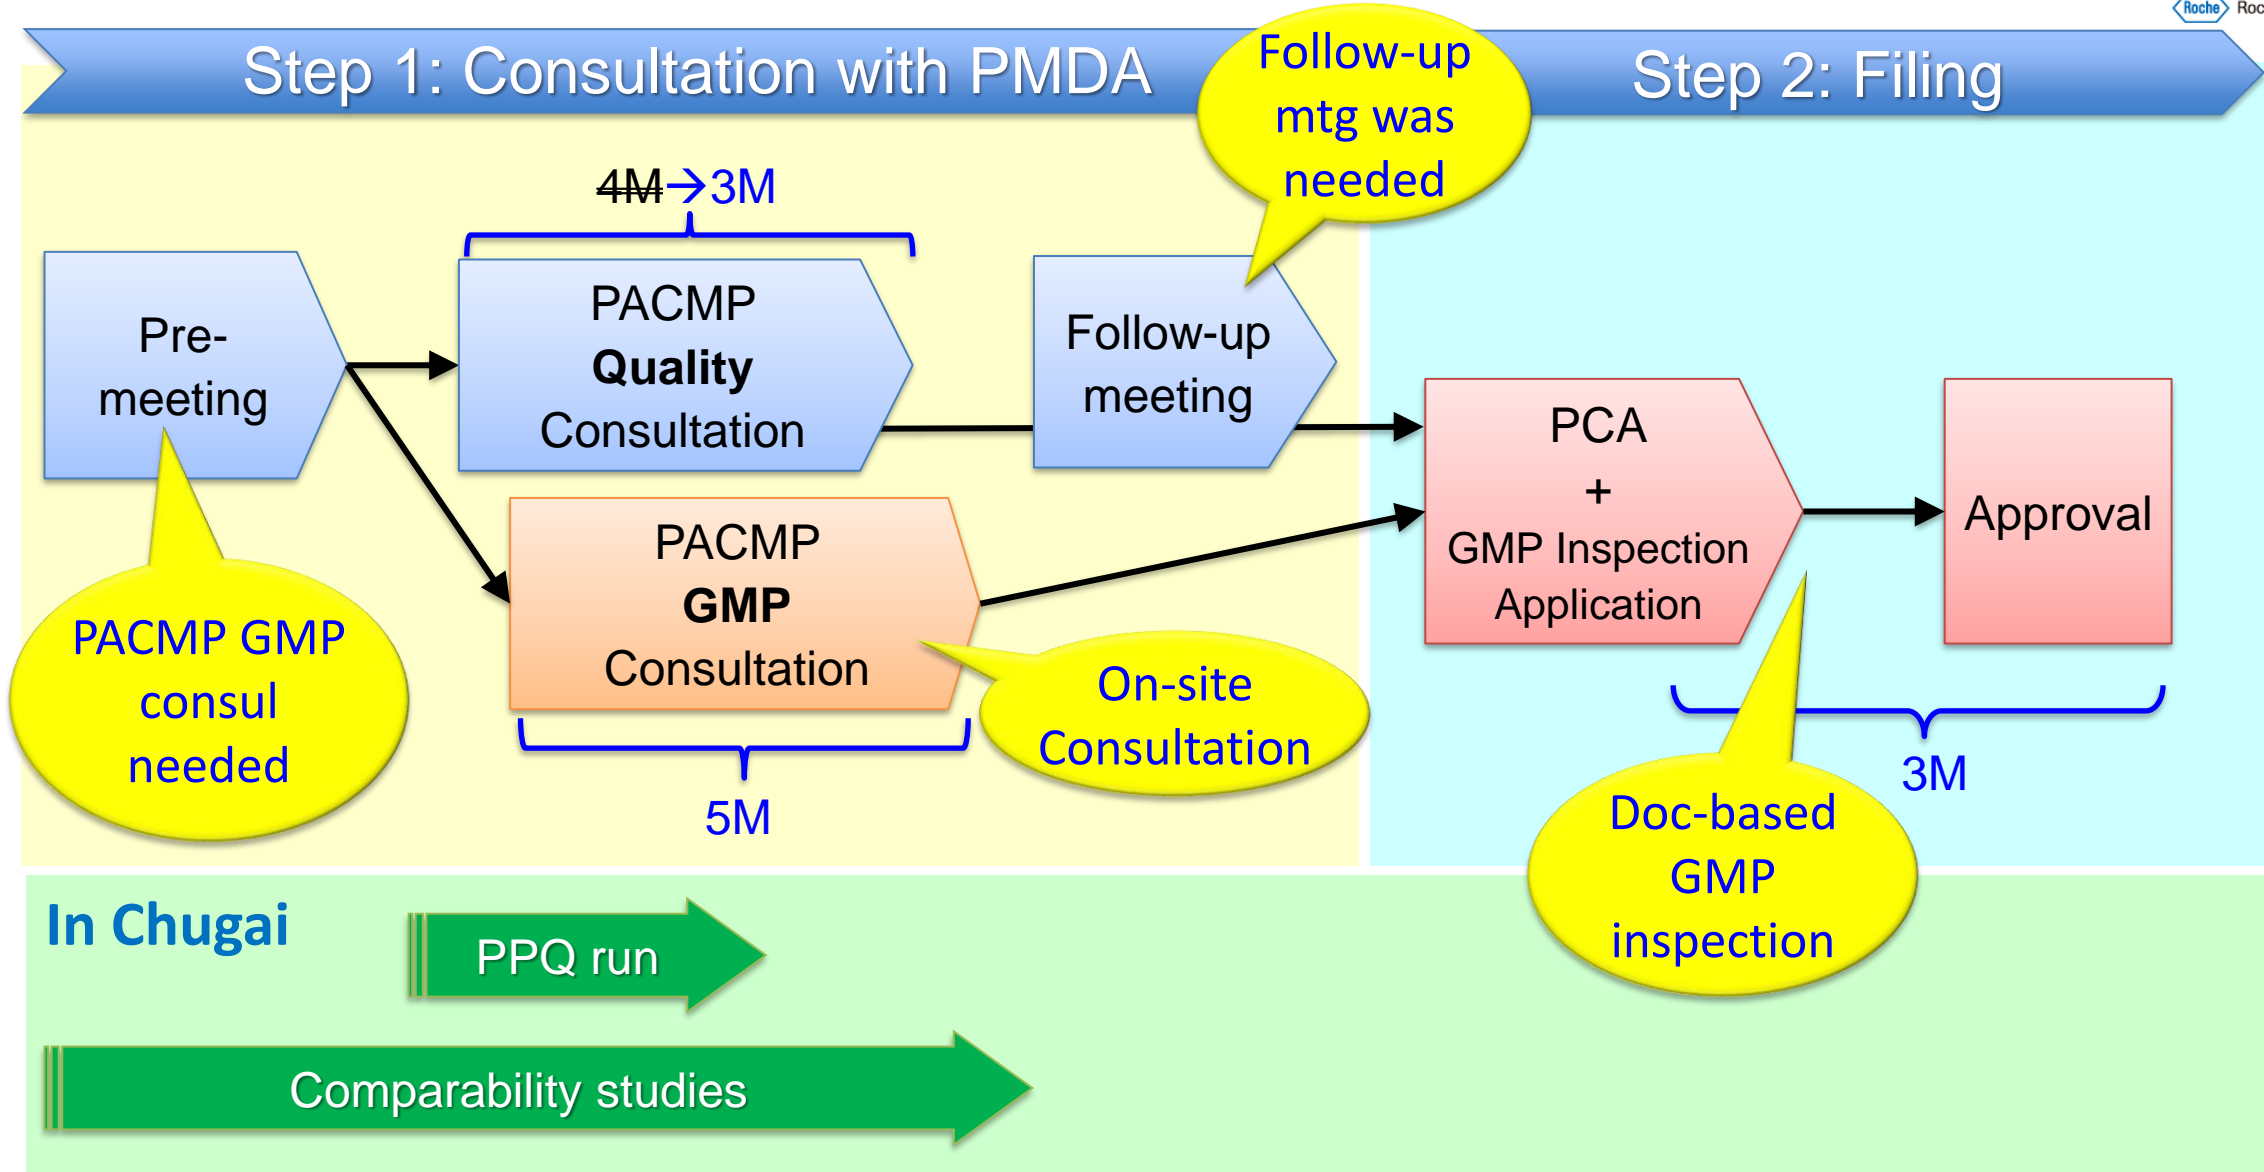 Roche Roc
Step 1: Consultation with PMDA
Follow-up
mtg was
needed
Step 2: Filing
4M→3M
Pre-
meeting
PACMP
Quality
Consultation
Follow-up
meeting
PACMP
GMP
Consultation
PCA
+
GMP Inspection
Application
Approval
PACMP GMP
consul
needed
On-site
Consultation
5M
3M
Doc-based
GMP
inspection
In Chugai
PPQ run
Comparability studies